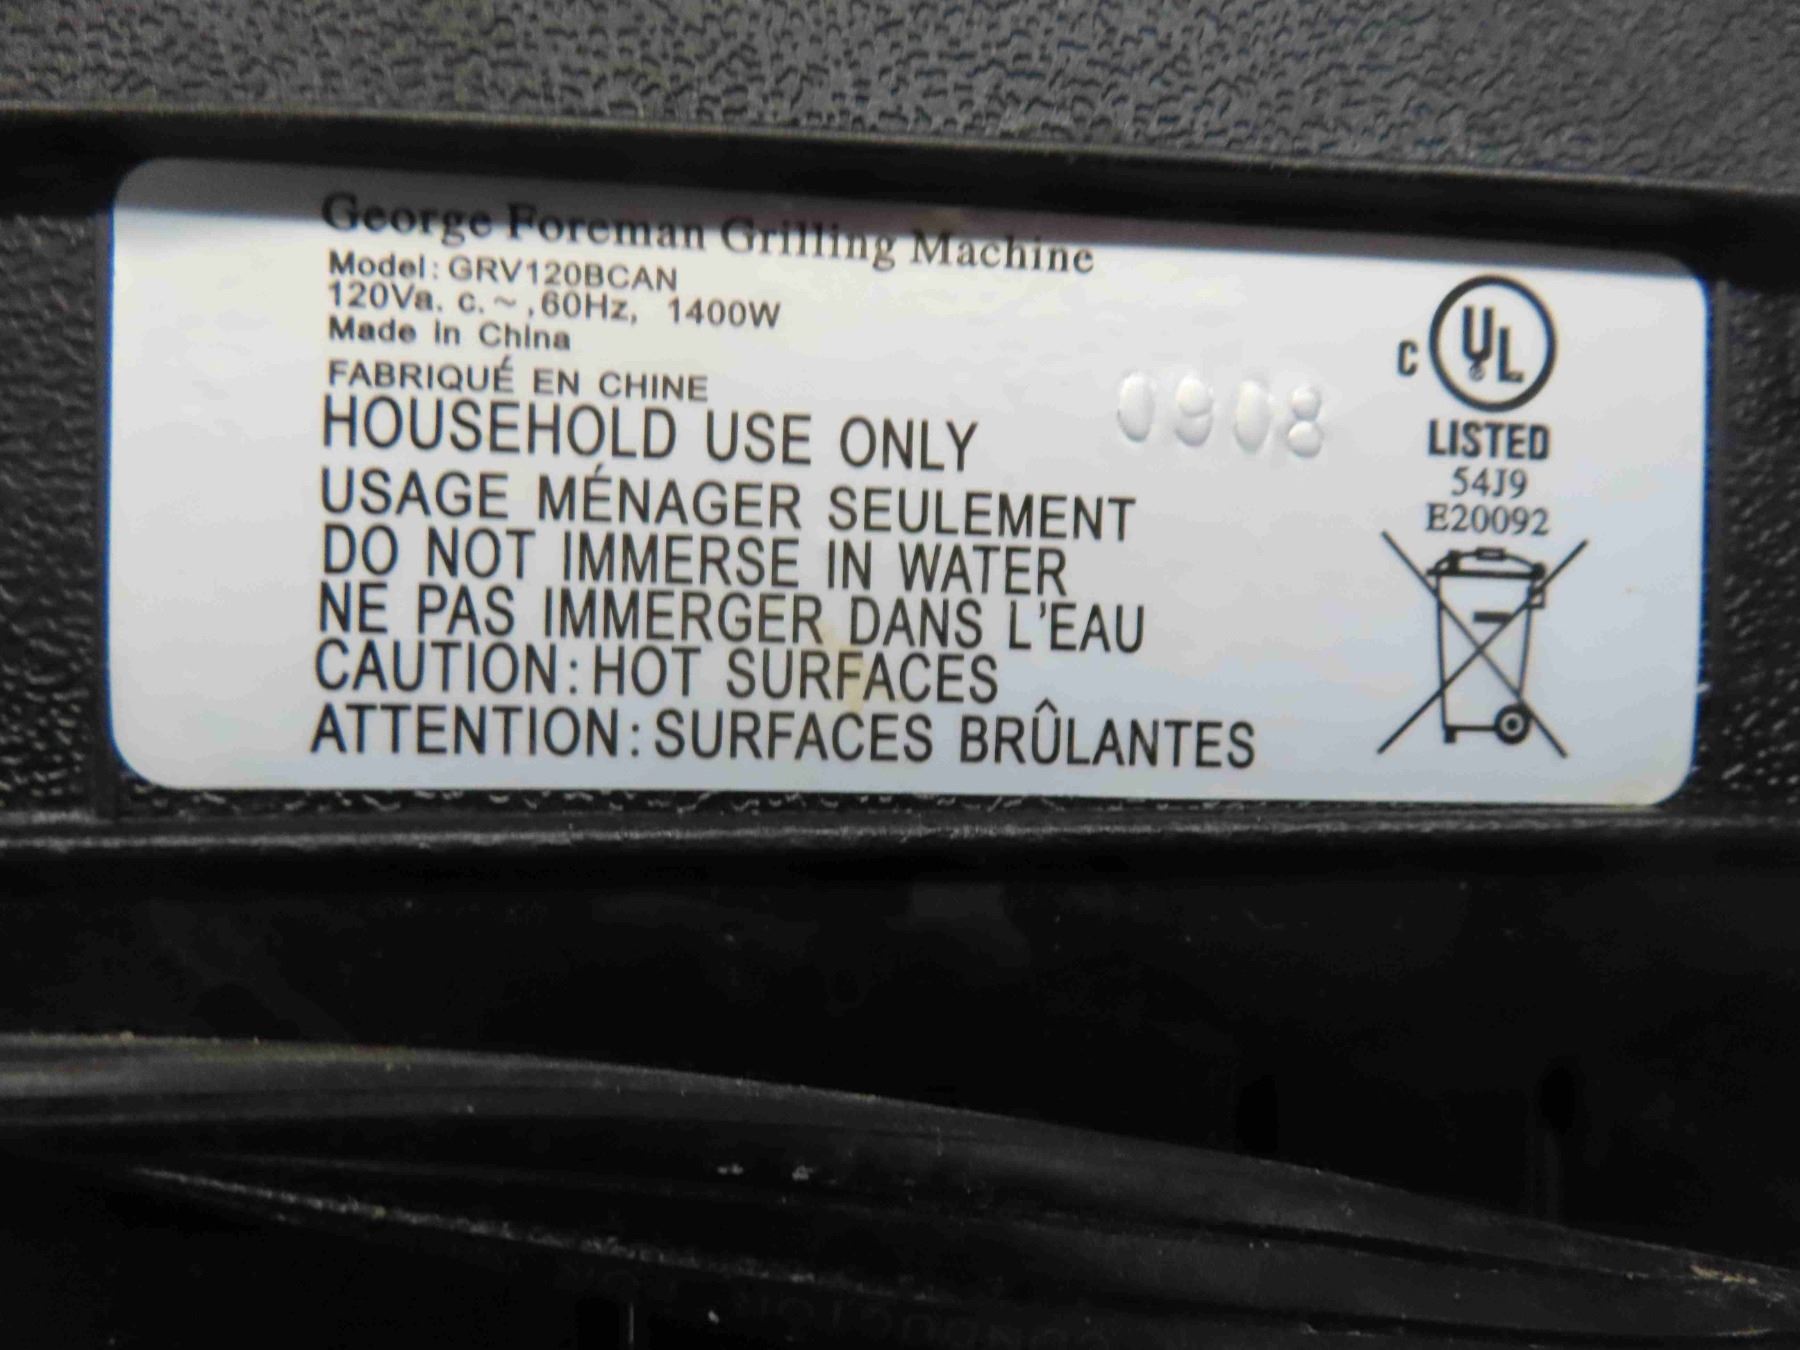 George Foreman Grilling Machine
Model: GRV120BCAN
120Va. c. ~ ,60Hz, 1400W
Made in China
FABRIQUÉ EN CHINE
HOUSEHOLD USE ONLY
USAGE MÉNAGER SEULEMENT
DO NOT IMMERSE IN WATER
NE PAS IMMERGER DANS L'EAU
CAUTION: HOT SURFACES
ATTENTION: SURFACES BRÛLANTES
0908
C UL
LISTED
54J9
E20092